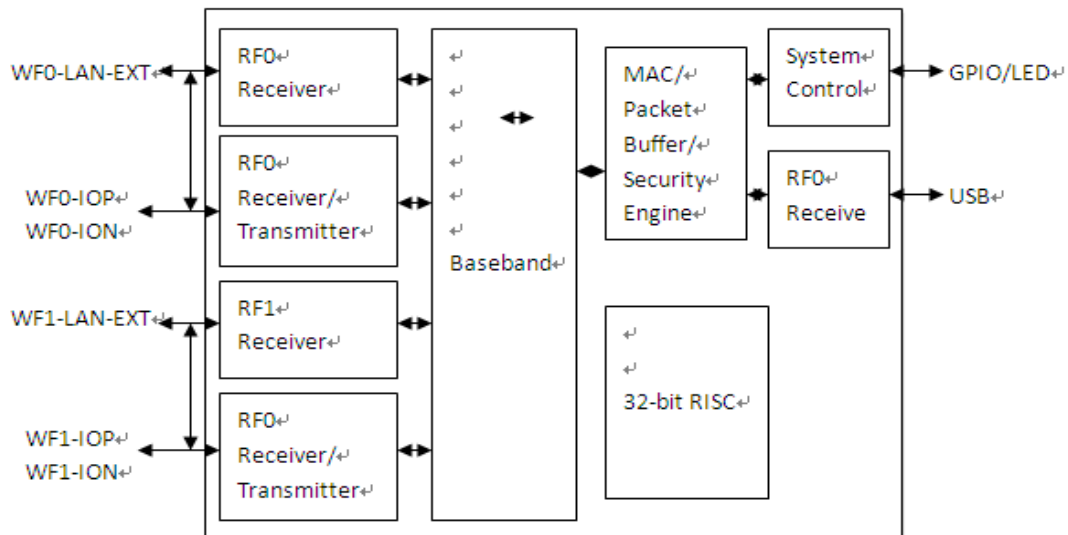 WF0-LAN-EXT
RF0
Receiver
WF0-IOP
WF0-ION
RF0
Receiver/
Transmitter
WF1-LAN-EXT
RF1
Receiver
WF1-IOP
WF1-ION
RF0
Receiver/
Transmitter
Baseband
MAC/
Packet
Buffer/
Security
Engine
32-bit RISC
System
Control
GPIO/LED
RF0
Receive
USB